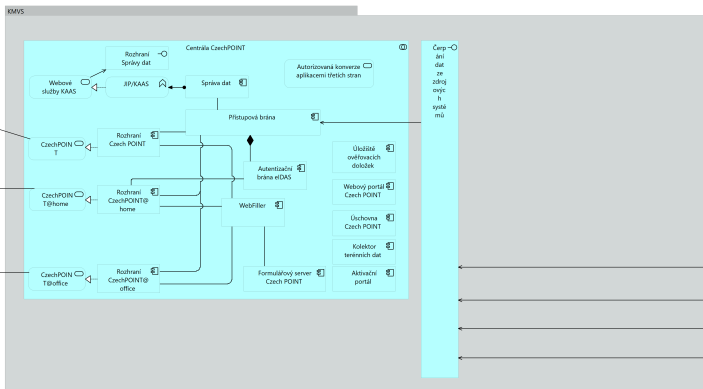 KMVS
Centrála CzechPOINT
Rozhraní
Správy dat
Autorizovaná konverze
aplikacemi třetích stran
Webové
služby KAAS
JIP/KAAS
Správa dat
Přístupová brána
CzechPOIN
T
Rozhraní
Czech POINT
Úložiště
ověřovacích
doložek
Autentizační
brána eIDAS
CzechPOIN
T@home
Rozhraní
CzechPOINT@
home
Webový portál
Czech POINT
WebFiller
Úschovna
Czech POINT
Kolektor
terénních dat
CzechPOIN
T@office
Rozhraní
CzechPOINT@
office
Formulářový server
Czech POINT
Aktivační
portál
Čerp
ání
dat
ze
zdroj
ovýc
h
systé
mů